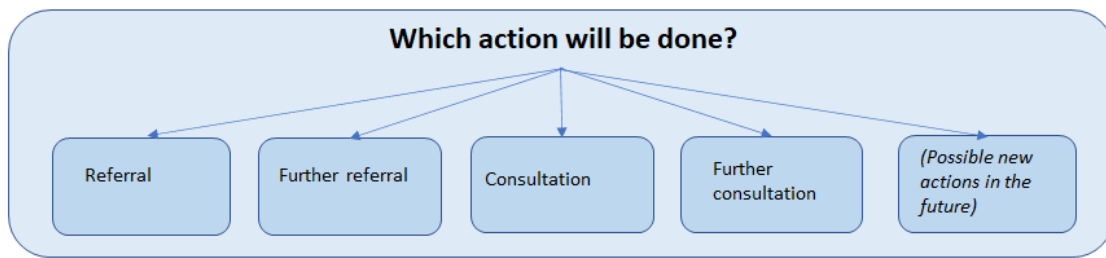 Which action will be done?
Referral
Further referral
Consultation
Further
consultation
(Possible new
actions in the
future)